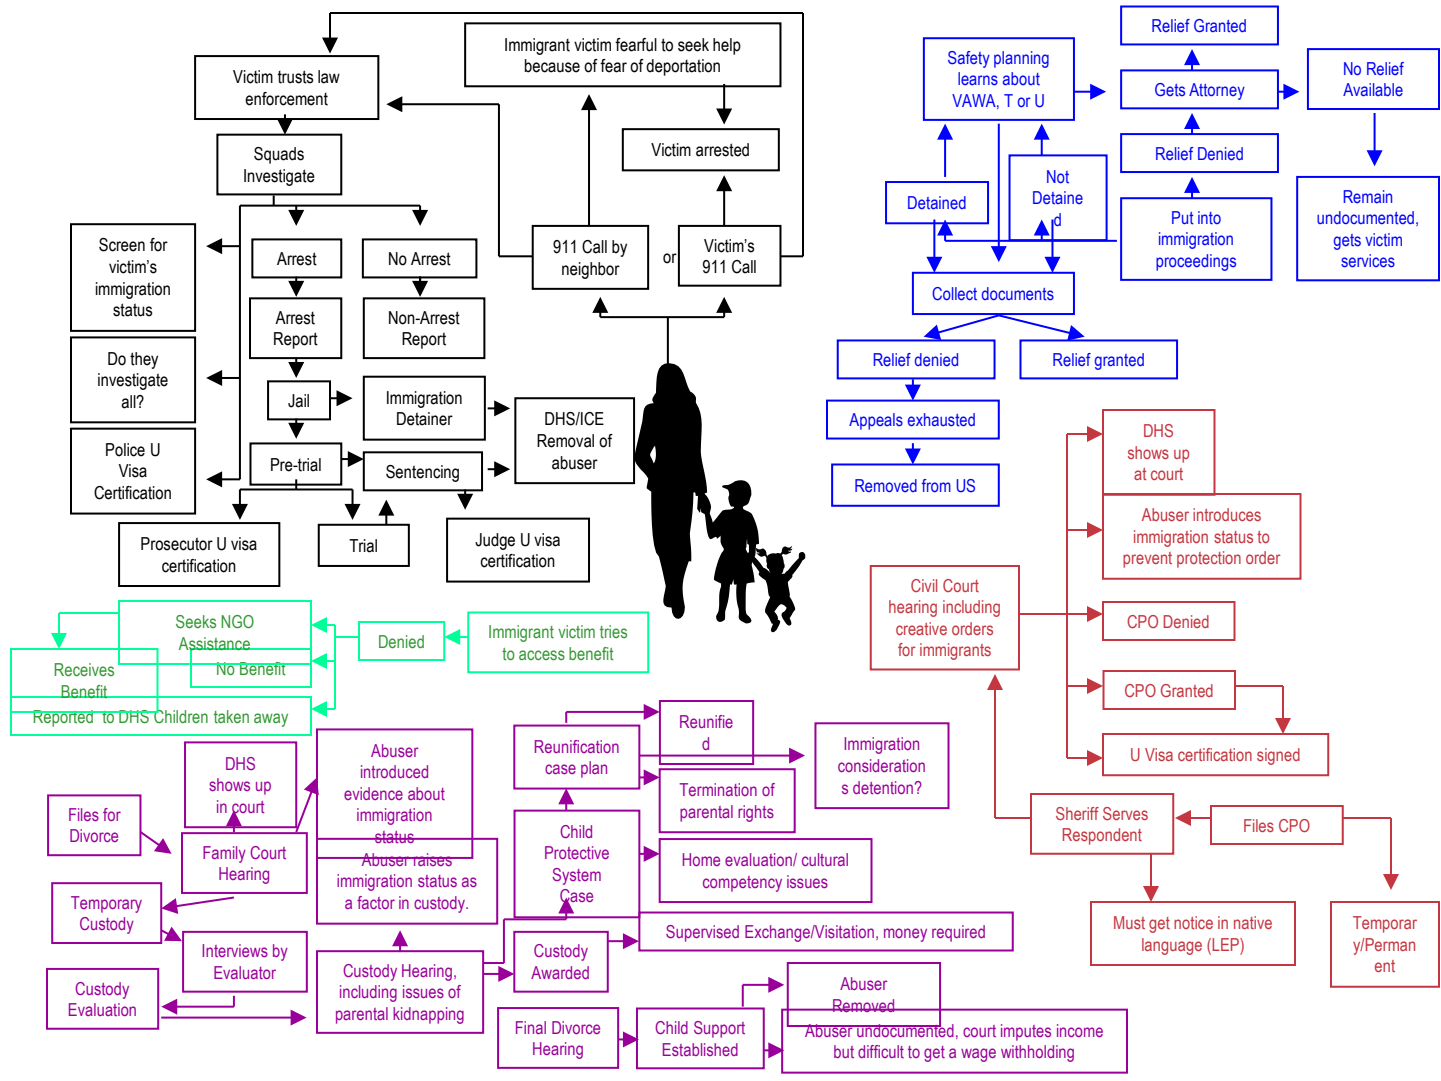 Immigrant victim fearful to seek help
because of fear of deportation
Victim trusts law
enforcement
Squads
Investigate
Victim arrested
Screen for
victim's
immigration
status
Arrest
No Arrest
911 Call by
neighbor
or
Victim's
911 Call
Arrest
Report
Non-Arrest
Report
Do they
investigate
all?
Jail
Immigration
Detainer
DHS/ICE
Removal of
abuser
Police U
Visa
Certification
Pre-trial
Sentencing
Prosecutor U visa
certification
Trial
Judge U visa
certification
Safety planning
learns about
VAWA, T or U
Relief Granted
Gets Attorney
No Relief
Available
Relief Denied
Detained
Not
Detaine
d
Put into
immigration
proceedings
Remain
undocumented,
gets victim
services
Collect documents
Relief denied
Relief granted
Appeals exhausted
Removed from US
DHS
shows up
at court
Abuser introduces
immigration status to
prevent protection order
Civil Court
hearing including
creative orders
for immigrants
CPO Denied
CPO Granted
U Visa certification signed
Sheriff Serves
Respondent
Files CPO
Must get notice in native
language (LEP)
Temporar
y/Perman
ent
Seeks NGO
Assistance
Denied
Immigrant victim tries
to access benefit
Receives
Benefit
No Benefit
Reported  to DHS Children taken away
DHS
shows up
in court
Abuser
introduced
evidence about
immigration
status
Files for
Divorce
Family Court
Hearing
Abuser raises
immigration status as
a factor in custody.
Temporary
Custody
Interviews by
Evaluator
Custody
Evaluation
Custody Hearing,
including issues of
parental kidnapping
Reunification
case plan
Reunifie
d
Immigration
consideration
s detention?
Termination of
parental rights
Child
Protective
System
Case
Home evaluation/ cultural
competency issues
Custody
Awarded
Supervised Exchange/Visitation, money required
Abuser
Removed
Final Divorce
Hearing
Child Support
Established
Abuser undocumented, court imputes income
but difficult to get a wage withholding